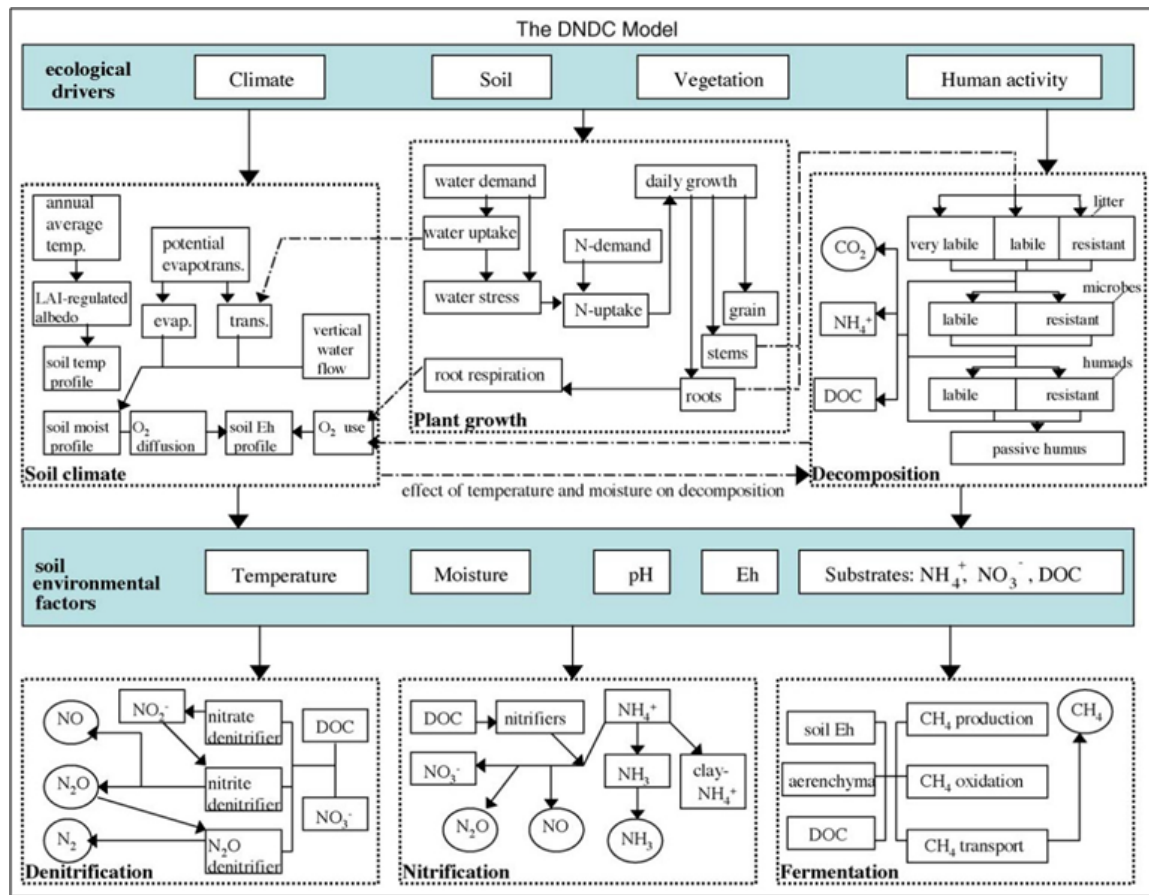 The DNDC Model
ecological
drivers
Climate
Soil
Vegetation
Human activity
annual
average
temp.
potential
evapotrans.
LAI-regulated
albedo
evap.
trans.
vertical
water
flow
soil temp
profile
soil moist
profile
O₂
diffusion
soil Eh
profile
O₂ use
Soil climate
water demand
daily growth
water uptake
N-demand
water stress
N-uptake
grain
stems
root respiration
roots
Plant growth
litter
very labile
labile
resistant
CO₂
microbes
labile
resistant
NH₄⁺
humads
labile
resistant
DOC
passive humus
Decomposition
effect of temperature and moisture on decomposition
soil
environmental
factors
Temperature
Moisture
pH
Eh
Substrates: NH₄⁺, NO₃⁻, DOC
NO
NO₂⁻
nitrate
denitrifier
DOC
N₂O
nitrite
denitrifier
NO₃⁻
N₂
N₂O
denitrifier
Denitrification
DOC
nitrifiers
NH₄⁺
NO₃⁻
NH₃
clay-
NH₄⁺
N₂O
NO
NH₃
Nitrification
soil Eh
CH₄ production
CH₄
aerenchyma
CH₄ oxidation
DOC
CH₄ transport
Fermentation